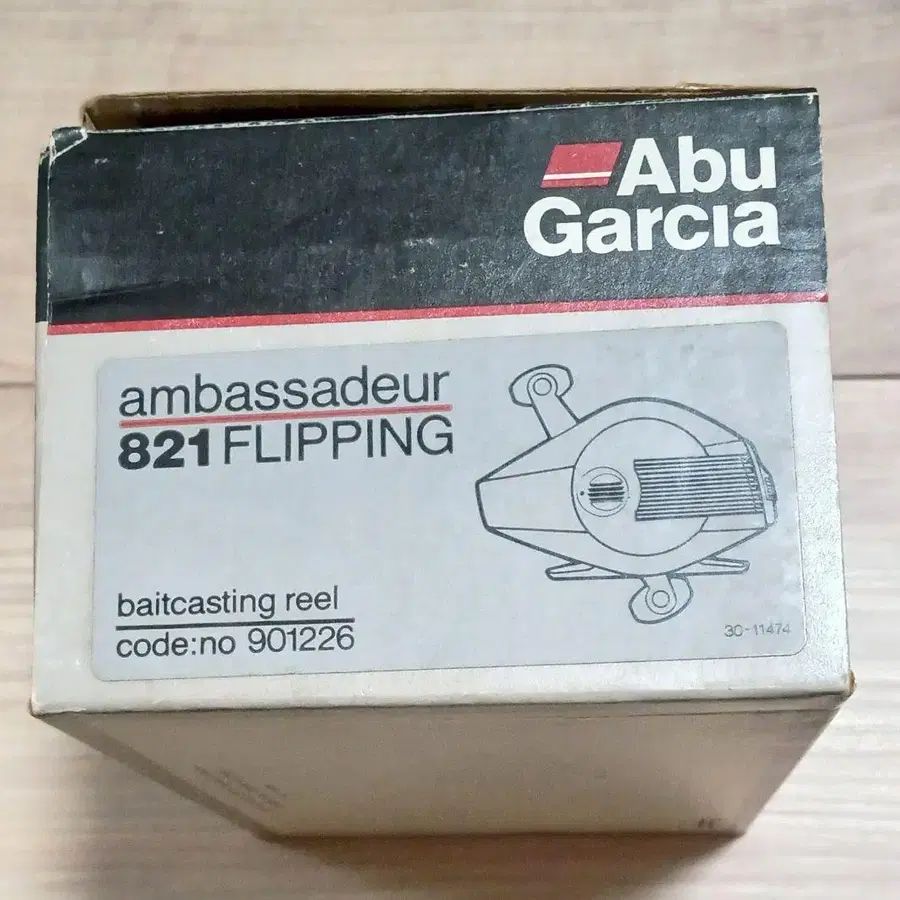 Abu
Garcia
ambassadeur
821 FLIPPING
baitcasting reel
code:no 901226
30-11474